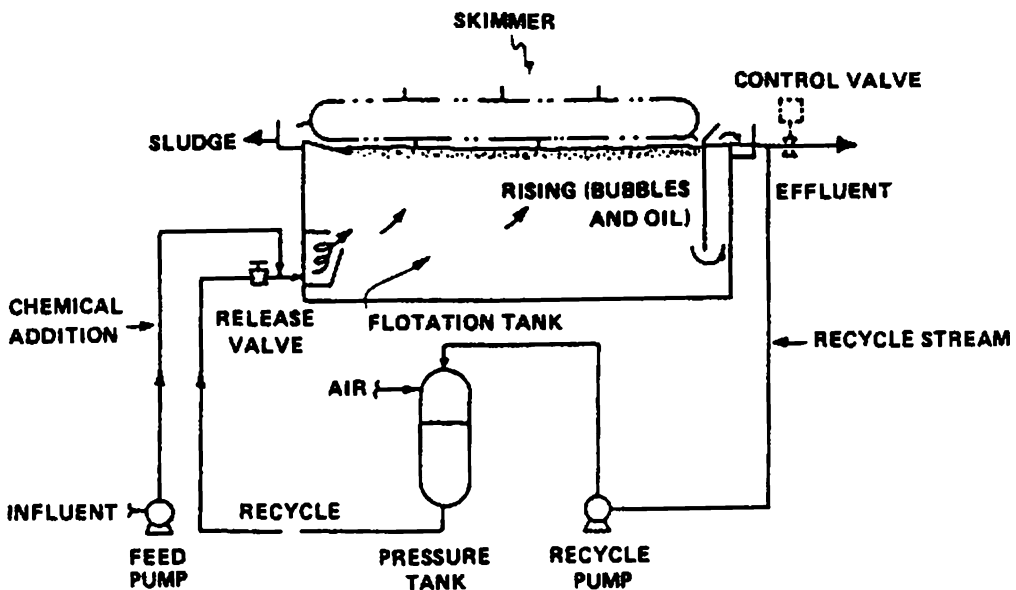 SKIMMER
CONTROL VALVE
SLUDGE
RISING (BUBBLES
AND OIL)
EFFLUENT
CHEMICAL
ADDITION
RELEASE
VALVE
FLOTATION TANK
RECYCLE STREAM
AIR
INFLUENT
RECYCLE
FEED
PUMP
PRESSURE
TANK
RECYCLE
PUMP